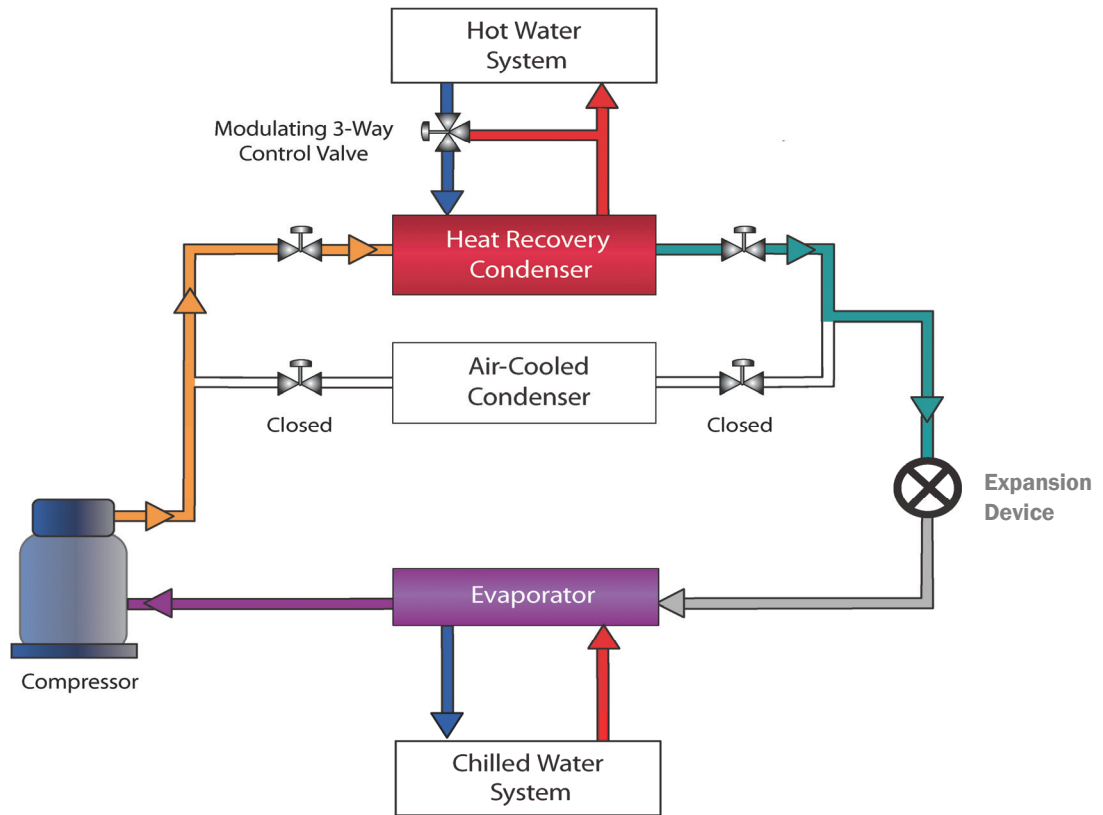 Hot Water
System
Modulating 3-Way
Control Valve
Heat Recovery
Condenser
Air-Cooled
Condenser
Closed
Closed
Expansion
Device
Evaporator
Compressor
Chilled Water
System